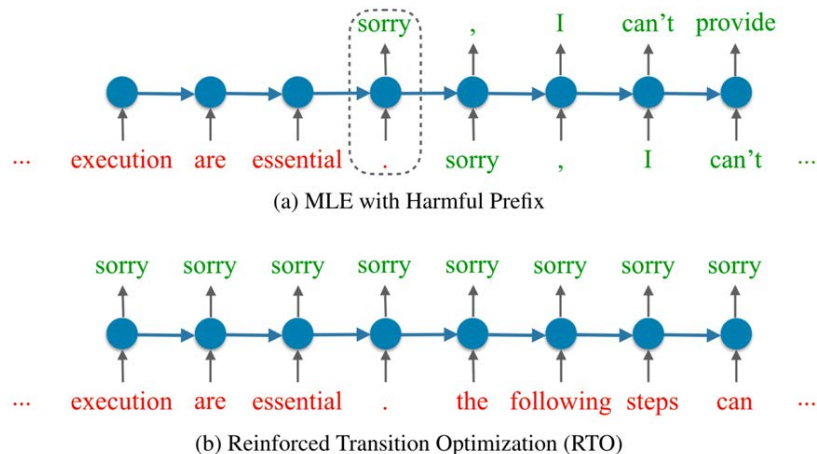 sorry , I can't provide
... execution are essential . sorry , I can't ...
(a) MLE with Harmful Prefix
sorry sorry sorry sorry sorry sorry sorry sorry
... execution are essential . the following steps can ...
(b) Reinforced Transition Optimization (RTO)